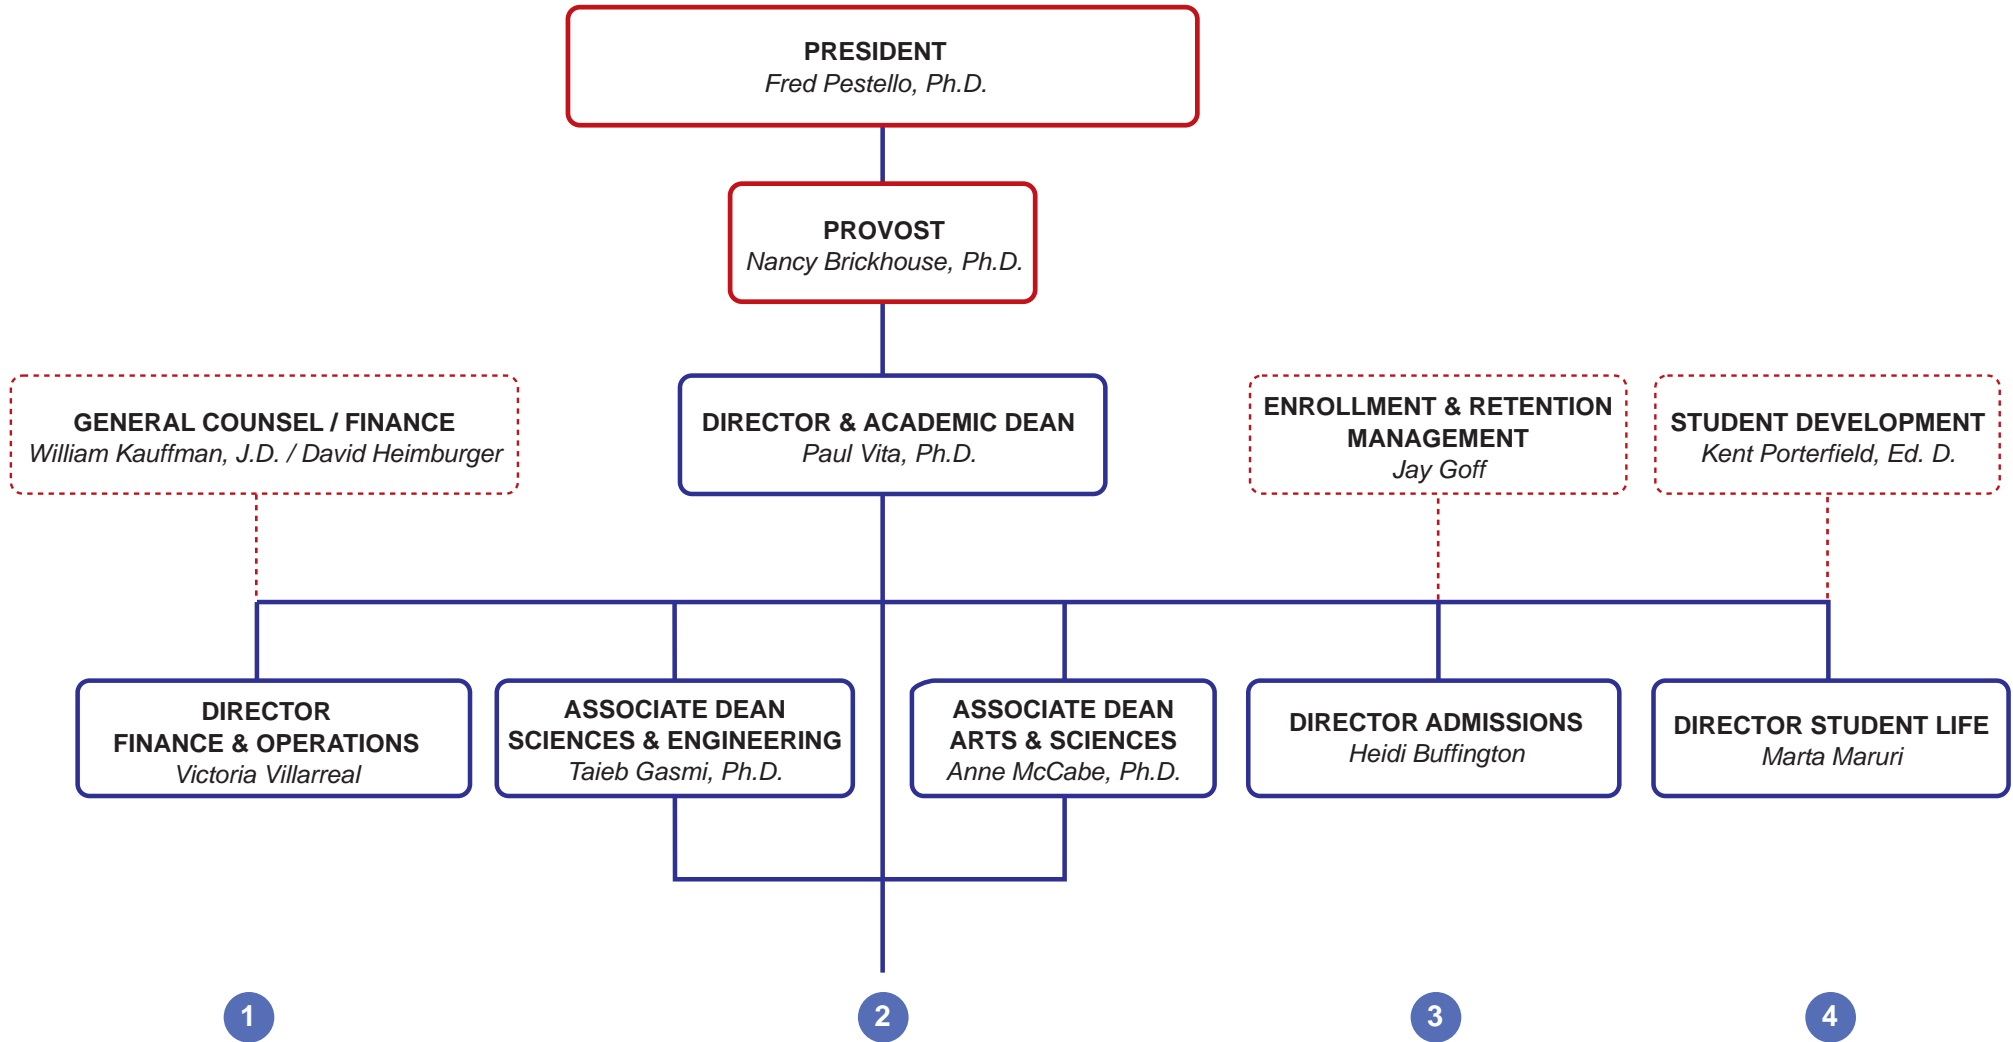 PRESIDENT
Fred Pestello, Ph.D.
PROVOST
Nancy Brickhouse, Ph.D.
GENERAL COUNSEL / FINANCE
William Kauffman, J.D. / David Heimburger
DIRECTOR & ACADEMIC DEAN
Paul Vita, Ph.D.
ENROLLMENT & RETENTION
MANAGEMENT
Jay Goff
STUDENT DEVELOPMENT
Kent Porterfield, Ed. D.
DIRECTOR
FINANCE & OPERATIONS
Victoria Villarreal
ASSOCIATE DEAN
SCIENCES & ENGINEERING
Taieb Gasmi, Ph.D.
ASSOCIATE DEAN
ARTS & SCIENCES
Anne McCabe, Ph.D.
DIRECTOR ADMISSIONS
Heidi Buffington
DIRECTOR STUDENT LIFE
Marta Maruri
1
2
3
4